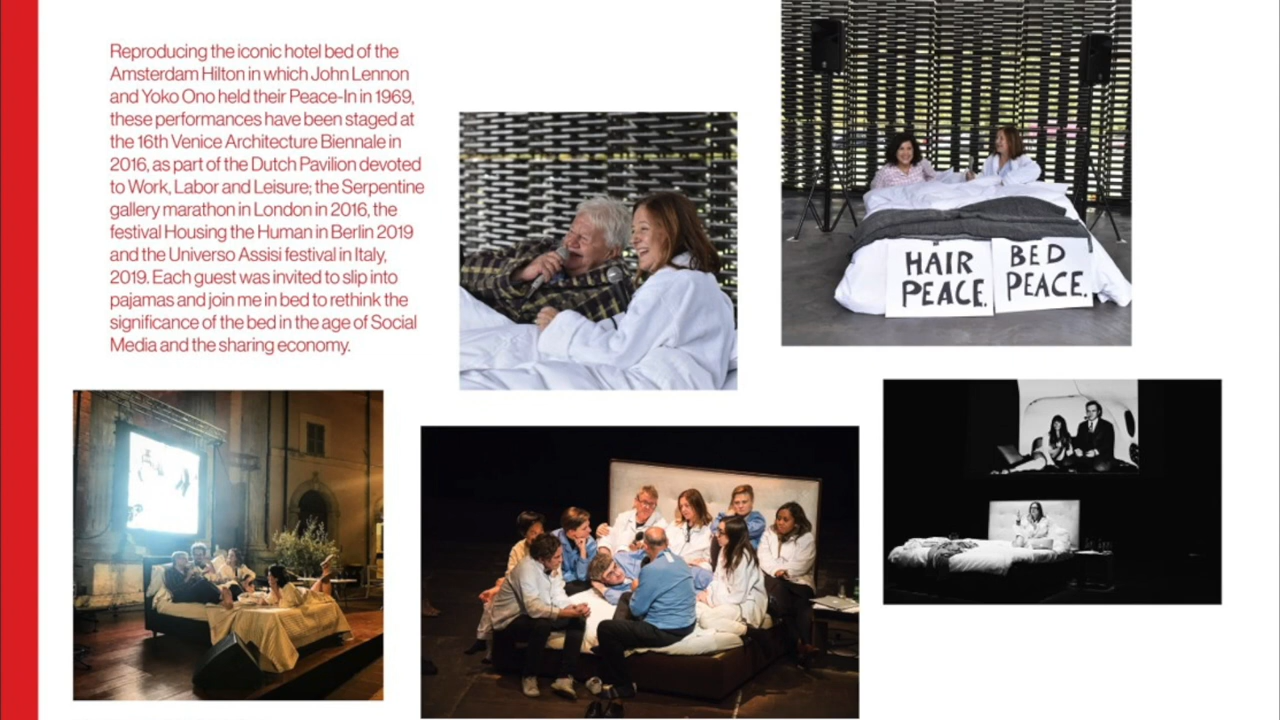 Reproducing the iconic hotel bed of the
Amsterdam Hilton in which John Lennon
and Yoko Ono held their Peace-In in 1969,
these performances have been staged at
the 16th Venice Architecture Biennale in
2016, as part of the Dutch Pavilion devoted
to Work, Labor and Leisure; the Serpentine
gallery marathon in London in 2016, the
festival Housing the Human in Berlin 2019
and the Universo Assisi festival in Italy,
2019. Each guest was invited to slip into
pajamas and join me in bed to rethink the
significance of the bed in the age of Social
Media and the sharing economy.
HAIR
PEACE.
BED
PEACE.